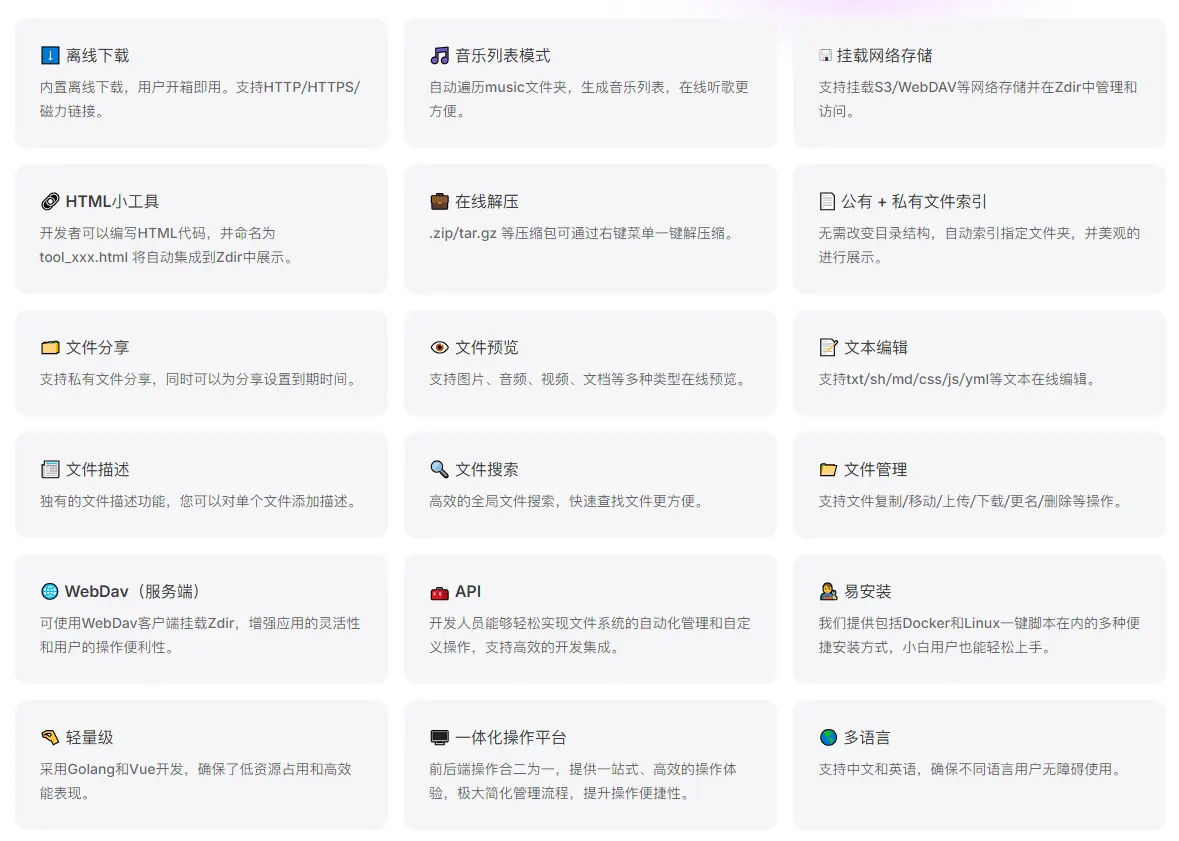 离线下载
内置离线下载，用户开箱即用。支持HTTP/HTTPS/
磁力链接。
音乐列表模式
自动遍历music文件夹，生成音乐列表，在线听歌更
方便。
挂载网络存储
支持挂载S3/WebDAV等网络存储并在Zdir中管理和
访问。
HTML小工具
开发者可以编写HTML代码，并命名为
tool_xxx.html 将自动集成到Zdir中展示。
在线解压
.zip/tar.gz 等压缩包可通过右键菜单一键解压缩。
公有 + 私有文件索引
无需改变目录结构，自动索引指定文件夹，并美观的
进行展示。
文件分享
支持私有文件分享，同时可以为分享设置到期时间。
文件预览
支持图片、音频、视频、文档等多种类型在线预览。
文本编辑
支持txt/sh/md/css/js/yml等文本在线编辑。
文件描述
独有的文件描述功能，您可以对单个文件添加描述。
文件搜索
高效的全局文件搜索，快速查找文件更方便。
文件管理
支持文件复制/移动/上传/下载/更名/删除等操作。
WebDav（服务端）
可使用WebDav客户端挂载Zdir，增强应用的灵活性
和用户的操作便利性。
API
开发人员能够轻松实现文件系统的自动化管理和自定
义操作，支持高效的开发集成。
易安装
我们提供包括Docker和Linux一键脚本在内的多种便
捷安装方式，小白用户也能轻松上手。
轻量级
采用Golang和Vue开发，确保了低资源占用和高效
能表现。
一体化操作平台
前后端操作合二为一，提供一站式、高效的操作体
验，极大简化管理流程，提升操作便捷性。
多语言
支持中文和英语，确保不同语言用户无障碍使用。